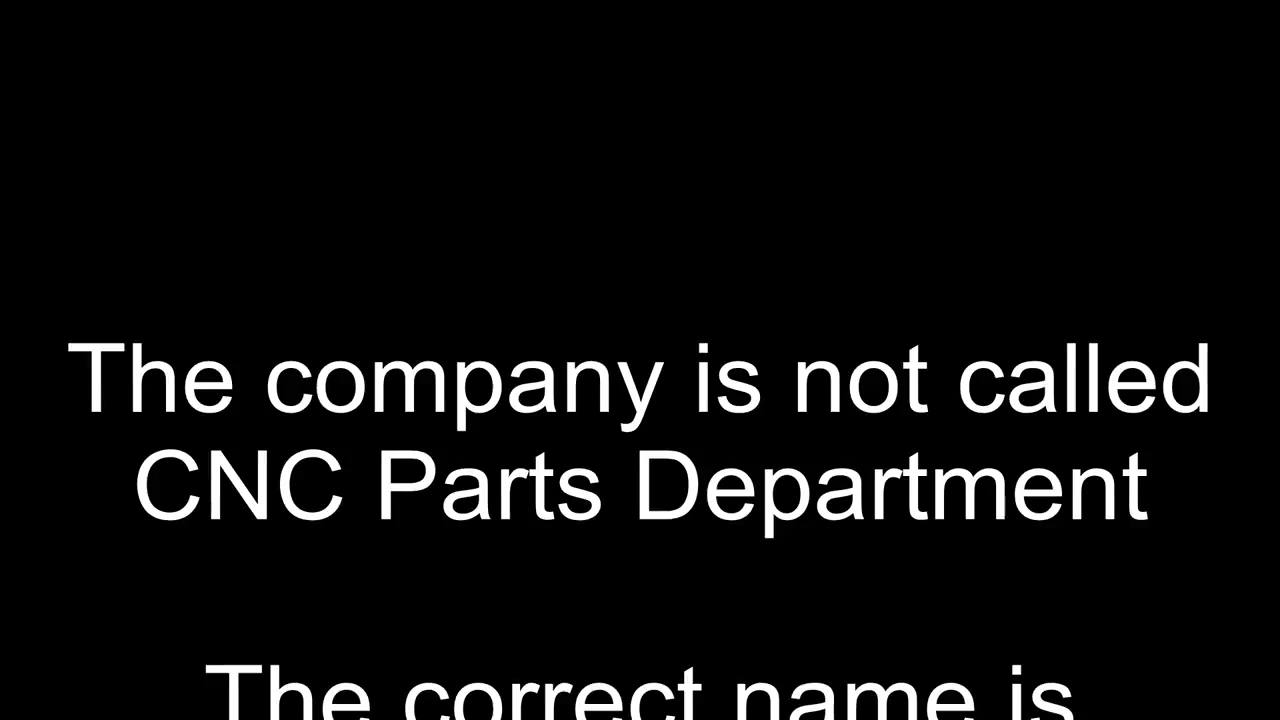 The company is not called
CNC Parts Department
The correct name is